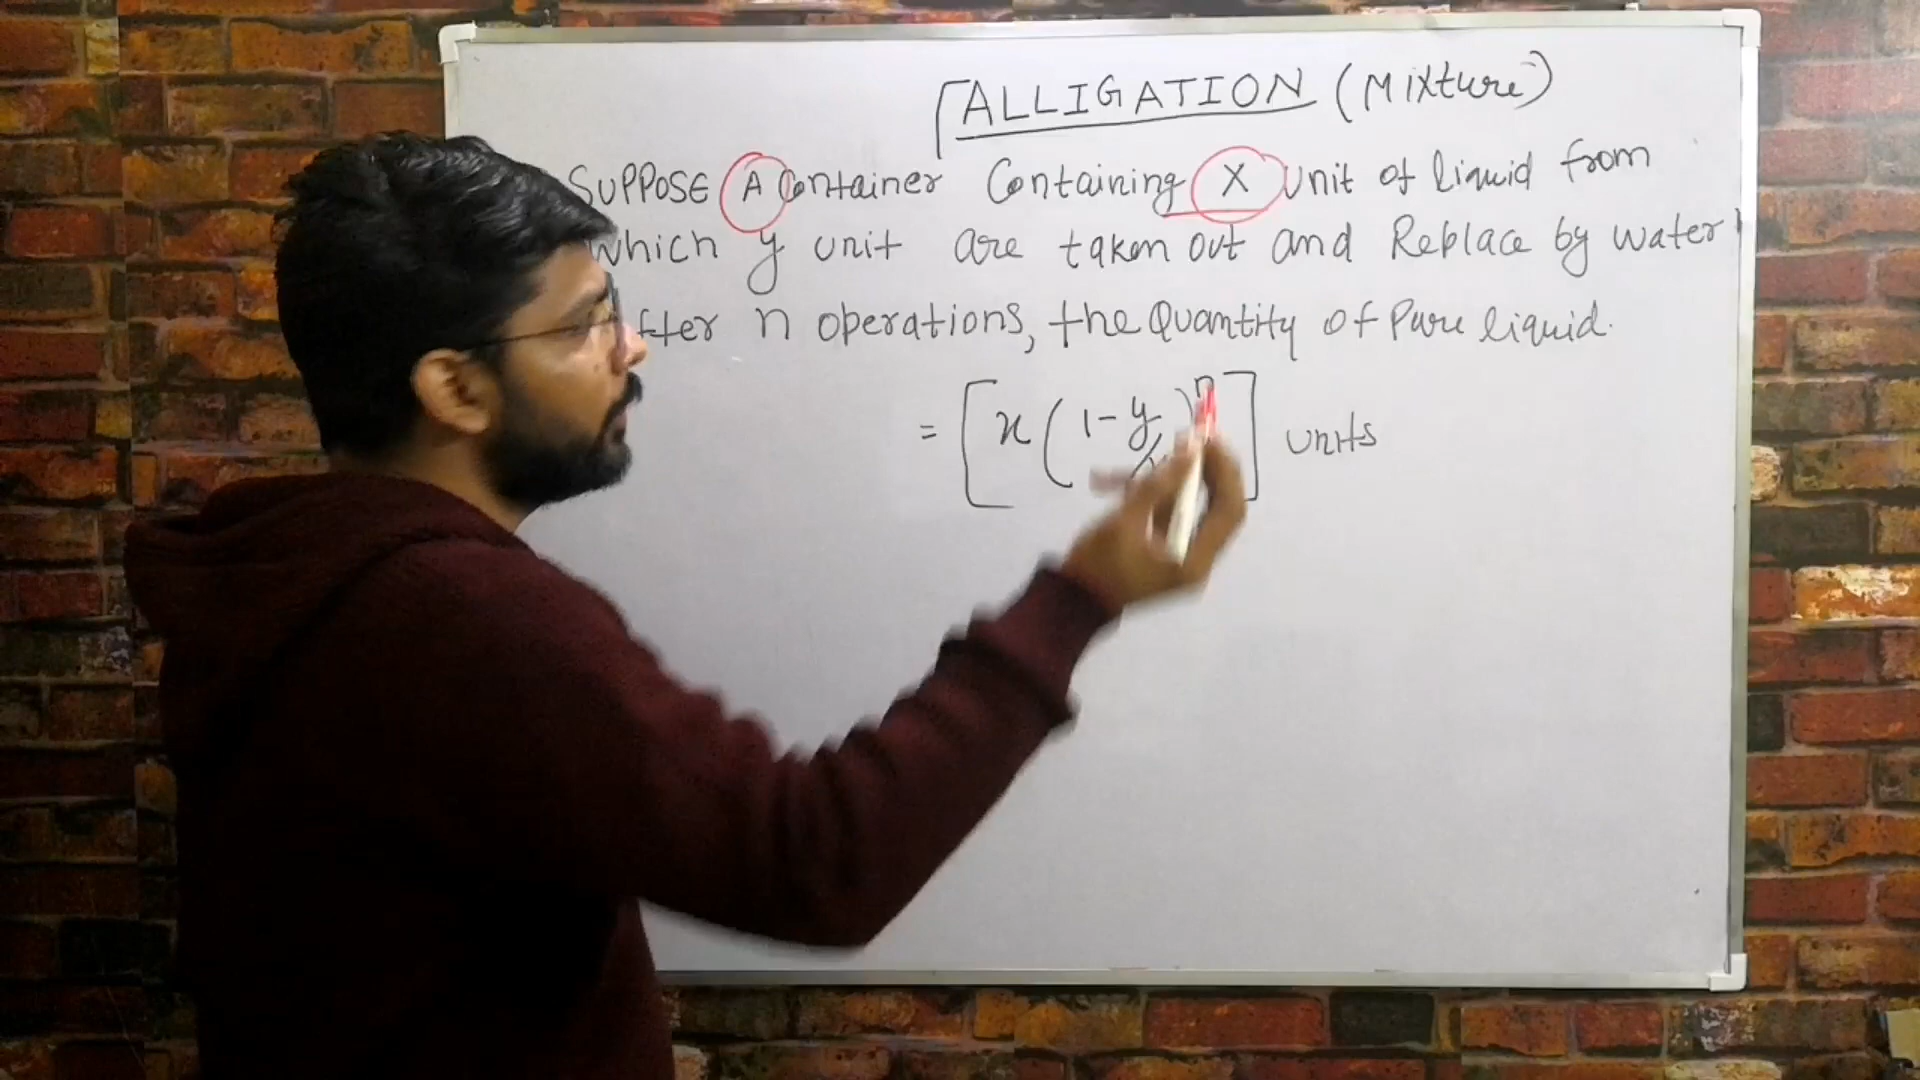 ALLIGATION (Mixture)
SUPPOSE A Container Containing X Unit of liquid from
which y unit are taken out and Replace by water
fter n operations, the Quantity of Pure liquid.
= [x(1-y/x)^n] units